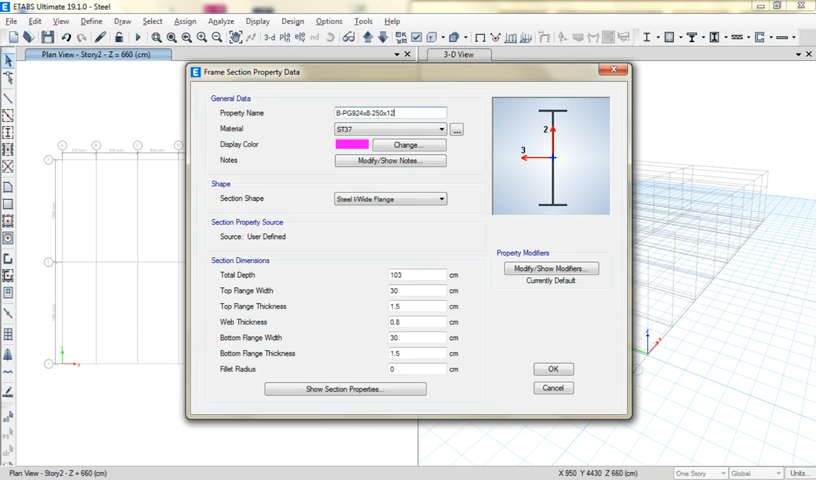 ETABS Ultimate 19.1.0 - Steel
File Edit View Define Draw Select Assign Analyze Display Design Options Tools Help
Plan View - Story2 - Z = 660 (cm)
3-D View
Frame Section Property Data
General Data
Property Name B-PG924x8-250x12
Material ST37
Display Color Change...
Notes Modify/Show Notes...
Shape
Section Shape Steel I/Wide Flange
Section Property Source
Source: User Defined
Section Dimensions
Total Depth 103 cm
Top Flange Width 30 cm
Top Flange Thickness 1.5 cm
Web Thickness 0.8 cm
Bottom Flange Width 30 cm
Bottom Flange Thickness 1.5 cm
Fillet Radius 0 cm
Show Section Properties...
2
3
Property Modifiers
Modify/Show Modifiers...
Currently Default
OK
Cancel
Plan View - Story2 - Z = 660 (cm)
X 950 Y 4430 Z 660 (cm)
One Story
Global
Units...